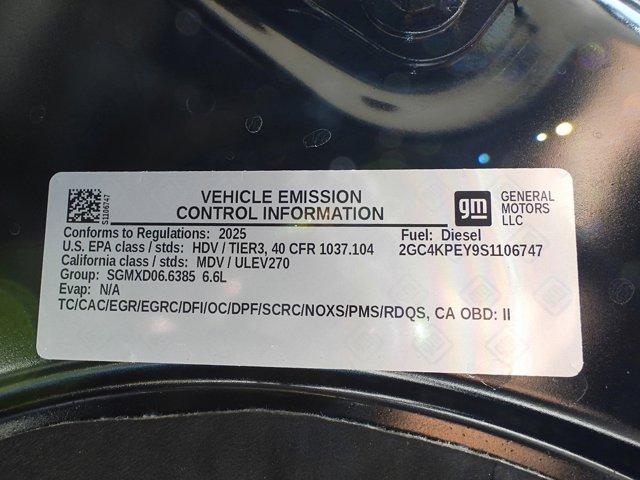 S1106747
VEHICLE EMISSION
CONTROL INFORMATION
gm
GENERAL
MOTORS
LLC
Conforms to Regulations: 2025
Fuel: Diesel
U.S. EPA class / stds: HDV / TIER3, 40 CFR 1037.104
2GC4KPEY9S1106747
California class / stds: MDV / ULEV270
Group: SGMXD06.6385 6.6L
Evap: N/A
TC/CAC/EGR/EGRC/DFI/OC/DPF/SCRC/NOXS/PMS/RDQS, CA OBD: II